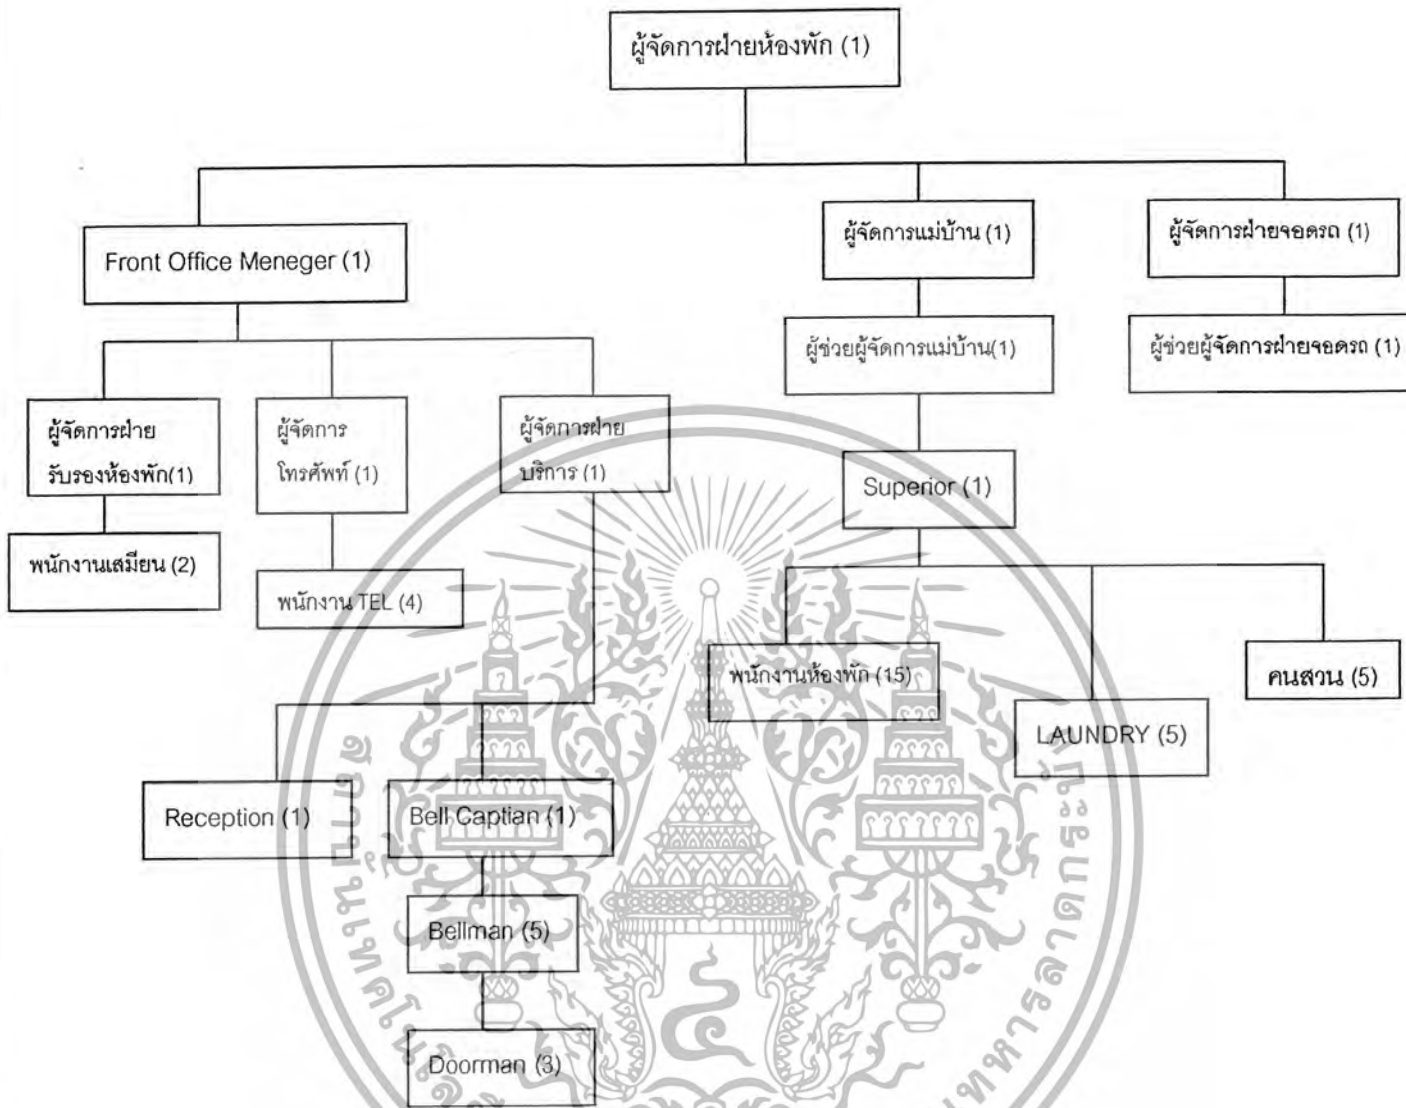 ผู้จัดการฝ่ายห้องพัก (1)
Front Office Meneger (1)
ผู้จัดการแม่บ้าน (1)
ผู้จัดการฝ่ายจอดรถ (1)
ผู้ช่วยผู้จัดการแม่บ้าน(1)
ผู้ช่วยผู้จัดการฝ่ายจอดรถ (1)
ผู้จัดการฝ่าย
รับรองห้องพัก(1)
ผู้จัดการ
โทรศัพท์ (1)
ผู้จัดการฝ่าย
บริการ (1)
Superior (1)
พนักงานเสมียน (2)
พนักงาน TEL (4)
พนักงานห้องพัก (15)
LAUNDRY (5)
คนสวน (5)
Reception (1)
Bell Captian (1)
Bellman (5)
Doorman (3)